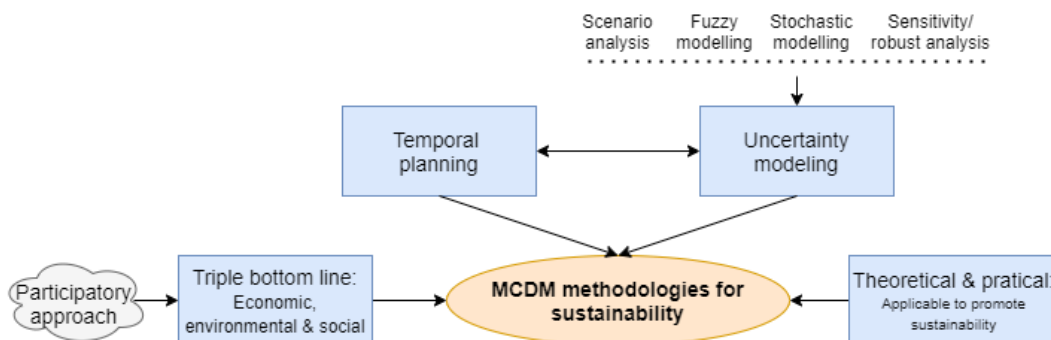 Scenario
analysis
Fuzzy
modelling
Stochastic
modelling
Sensitivity/
robust analysis
Temporal
planning
Uncertainty
modeling
Participatory
approach
Triple bottom line:
Economic,
environmental & social
MCDM methodologies for
sustainability
Theoretical & pratical:
Applicable to promote
sustainability